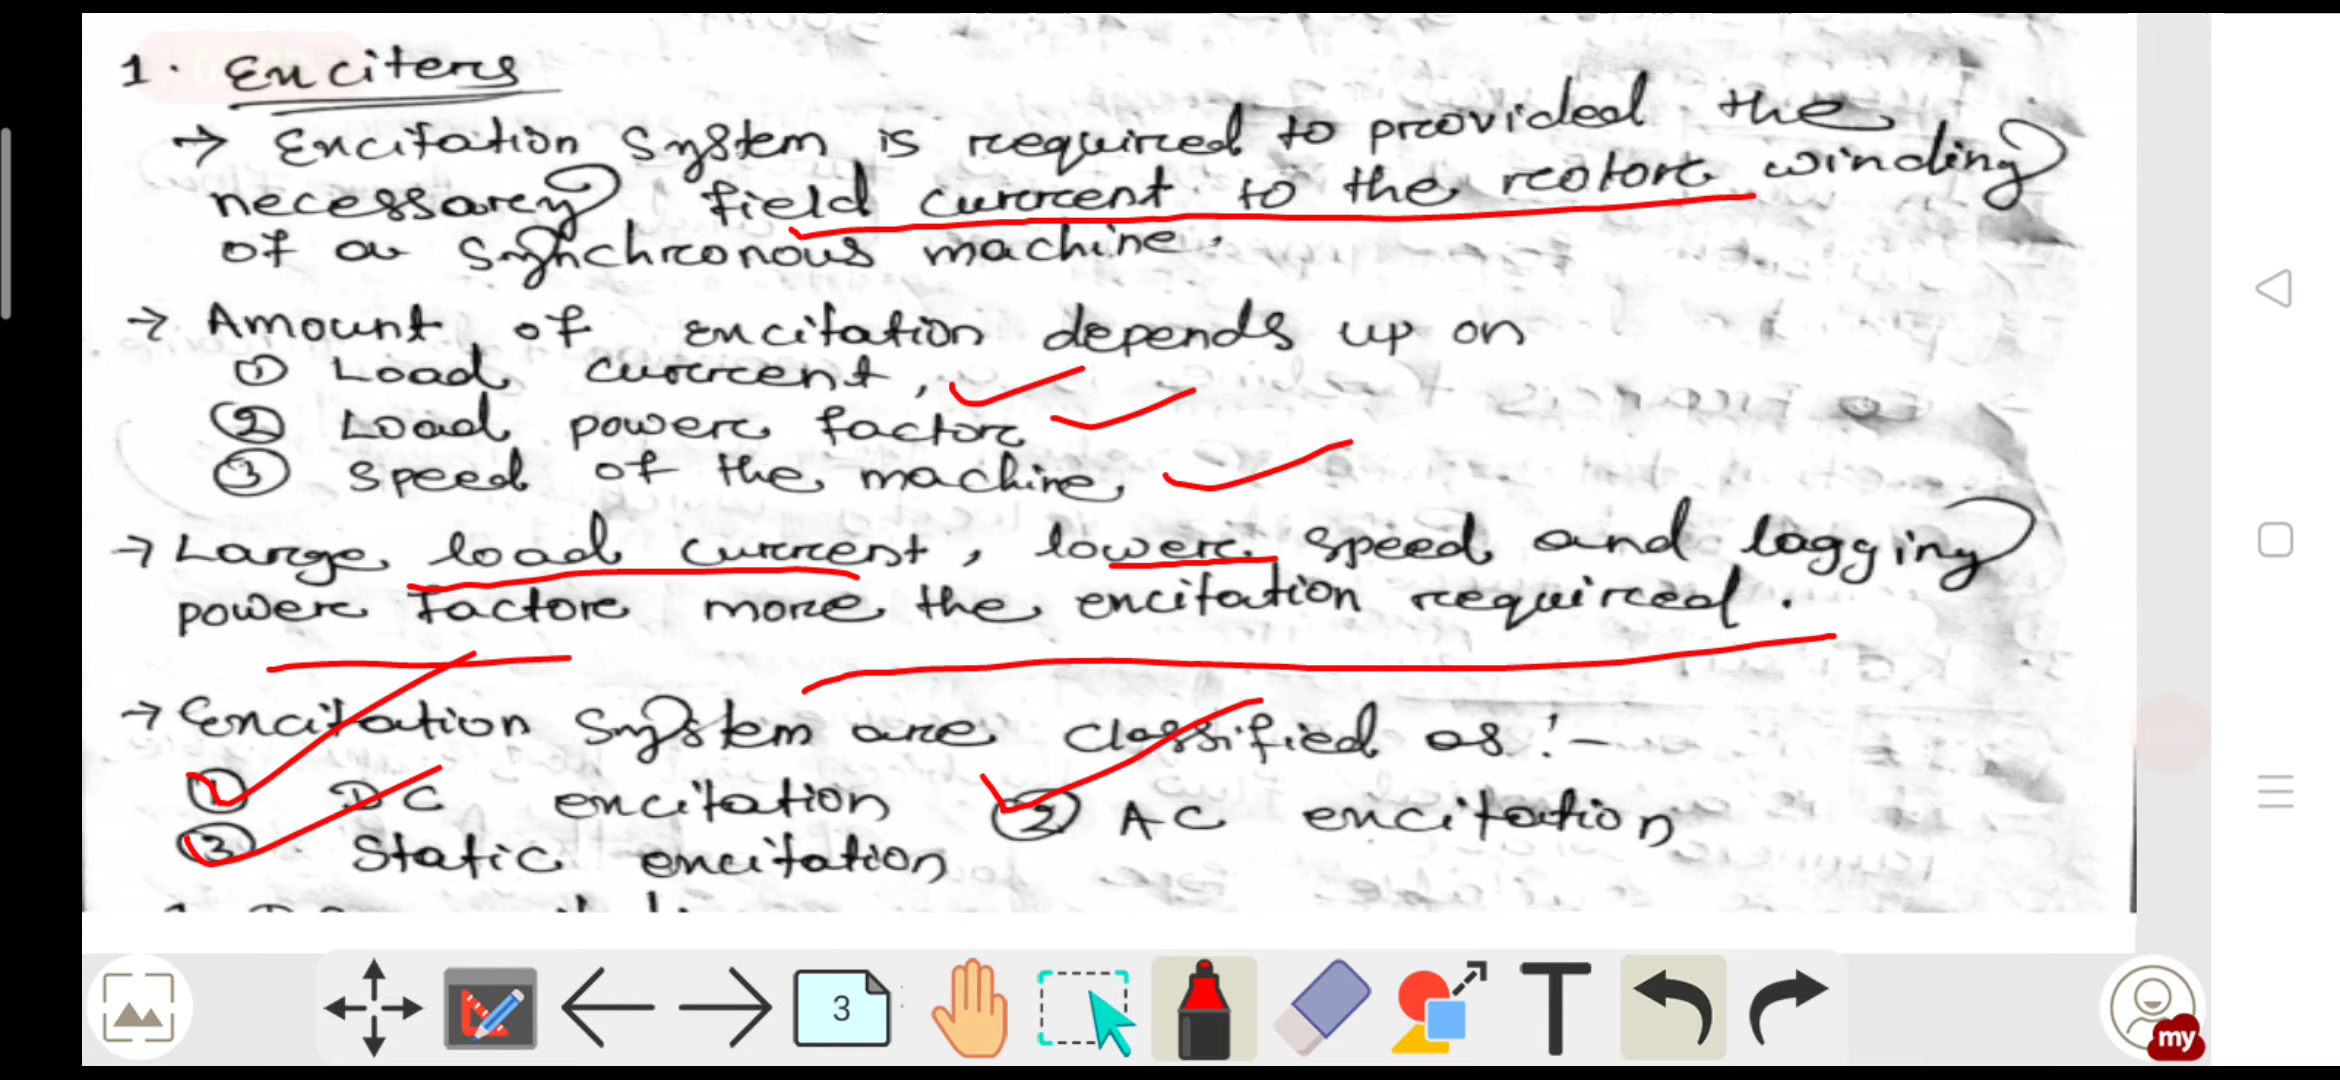 1. Exciters
→ Excitation system is required to provided the
necessary field current to the rotor winding
of a synchronous machine.
→ Amount of excitation depends up on
① Load current,
② Load power factor
③ speed of the machine,
→ Large load current, lower speed and lagging
power factor more the excitation required.
→ Excitation system are classified as:-
① DC excitation ② AC excitation
③ Static excitation
3
T
my